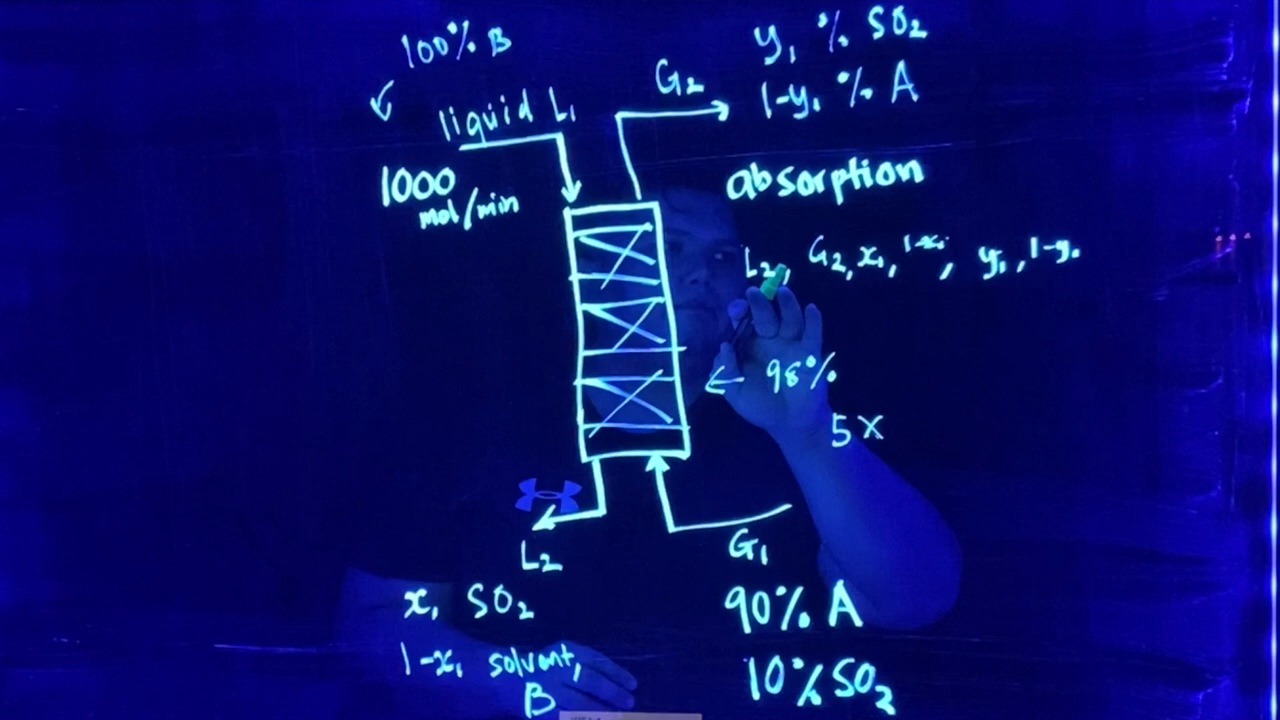 100% B
liquid L₁
1000
mol/min
G₂
y₁ % SO₂
1-y₁ % A
absorption
L₂, G₂, x₁, 1-x₁, y₁, 1-y₁
← 98%
5x
L₂
x₁ SO₂
1-x₁ solvent,
B
G₁
90% A
10% SO₂